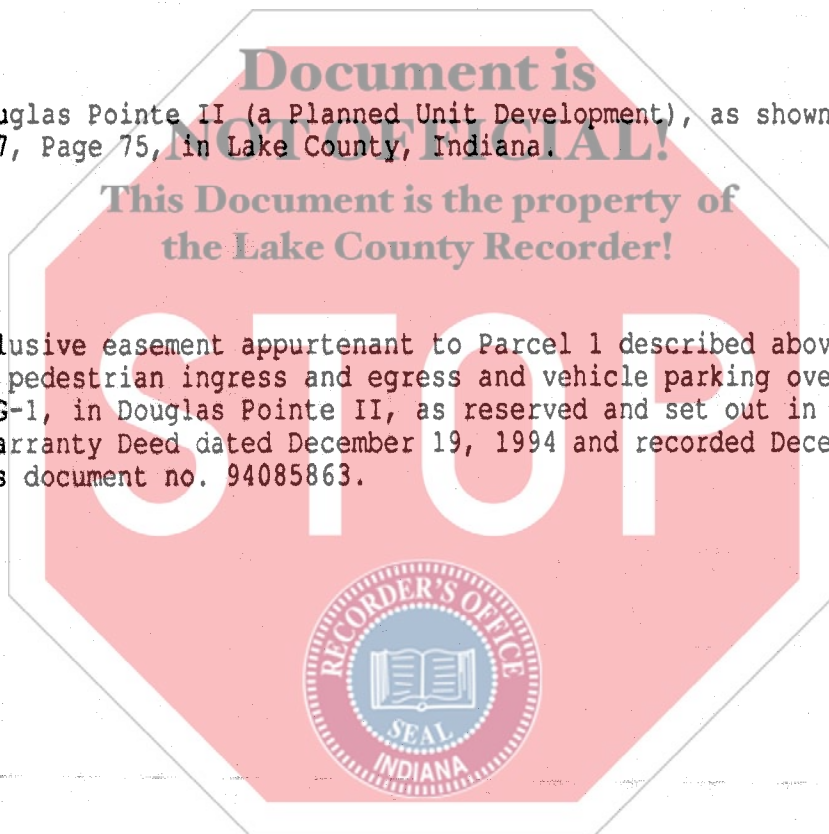 Document is
uglas Pointe II (a Planned Unit Development), as shown
NOT OFFICIAL!
7, Page 75, in Lake County, Indiana.
This Document is the property of
the Lake County Recorder!
STOP
lusive easement appurtenant to Parcel 1 described abov
pedestrian ingress and egress and vehicle parking ove
G-1, in Douglas Pointe II, as reserved and set out in
arranty Deed dated December 19, 1994 and recorded Dece
s document no. 94085863.
RECORDER'S OFFICE
SEAL
INDIANA